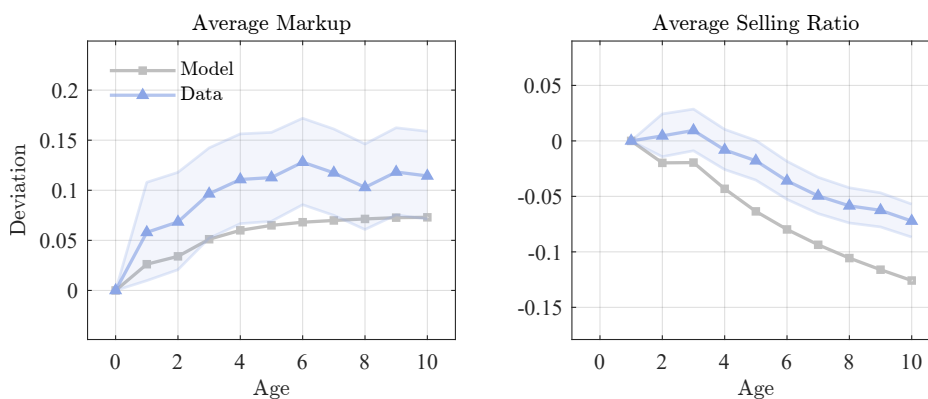 Average Markup
Model
Data
0.2
0.15
0.1
0.05
0
Deviation
0 2 4 6 8 10
Age
Average Selling Ratio
0.05
0
-0.05
-0.1
-0.15
0 2 4 6 8 10
Age